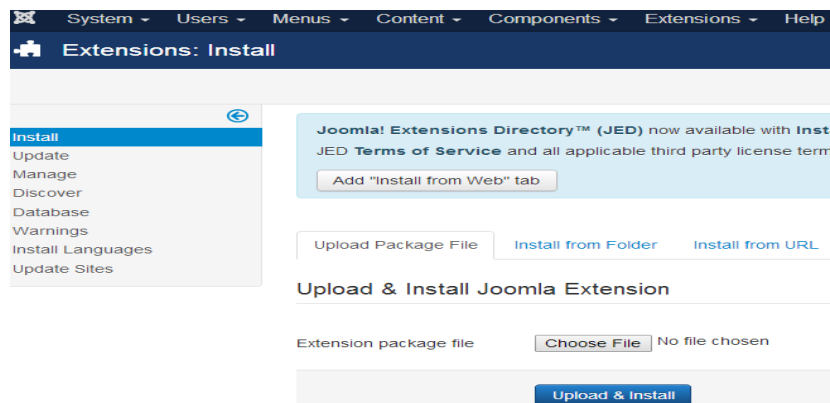 System Users Menus Content Components Extensions Help
Extensions: Install
Install
Update
Manage
Discover
Database
Warnings
Install Languages
Update Sites
Joomla! Extensions Directory™ (JED) now available with
JED Terms of Service and all applicable third party license
Add "Install from Web" tab
Upload Package File Install from Folder Install from URL
Upload & Install Joomla Extension
Extension package file Choose File No file chosen
Upload & Install